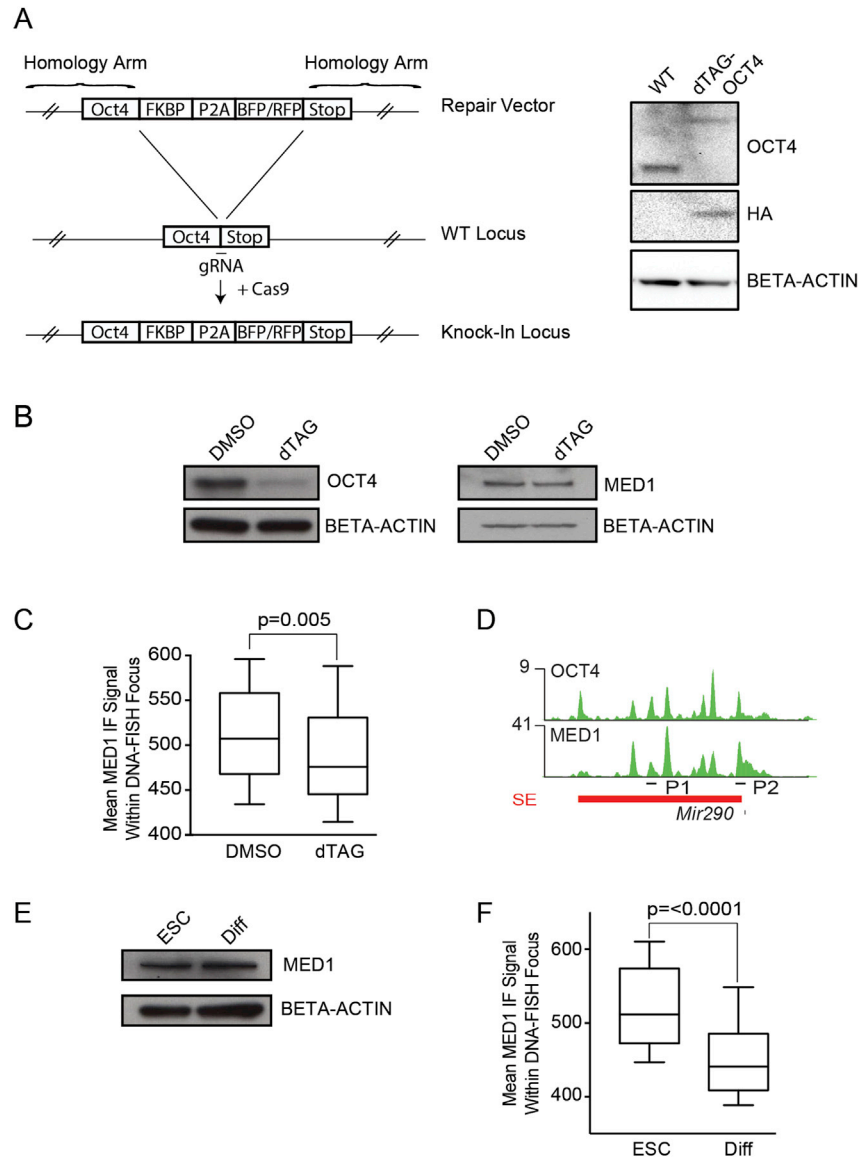 A
Homology Arm
Homology Arm
Oct4 FKBP P2A BFP/RFP Stop
Repair Vector
Oct4 Stop
WT Locus
gRNA
+ Cas9
Oct4 FKBP P2A BFP/RFP Stop
Knock-In Locus
WT
dTAG-
OCT4
OCT4
HA
BETA-ACTIN
B
DMSO
dTAG
OCT4
BETA-ACTIN
DMSO
dTAG
MED1
BETA-ACTIN
C
p=0.005
Mean MED1 IF Signal
Within DNA-FISH Focus
600
550
500
450
400
DMSO
dTAG
D
9
OCT4
41
MED1
P1
P2
SE
Mir290
E
ESC
Diff
MED1
BETA-ACTIN
F
p=<0.0001
Mean MED1 IF Signal
Within DNA-FISH Focus
600
500
400
ESC
Diff